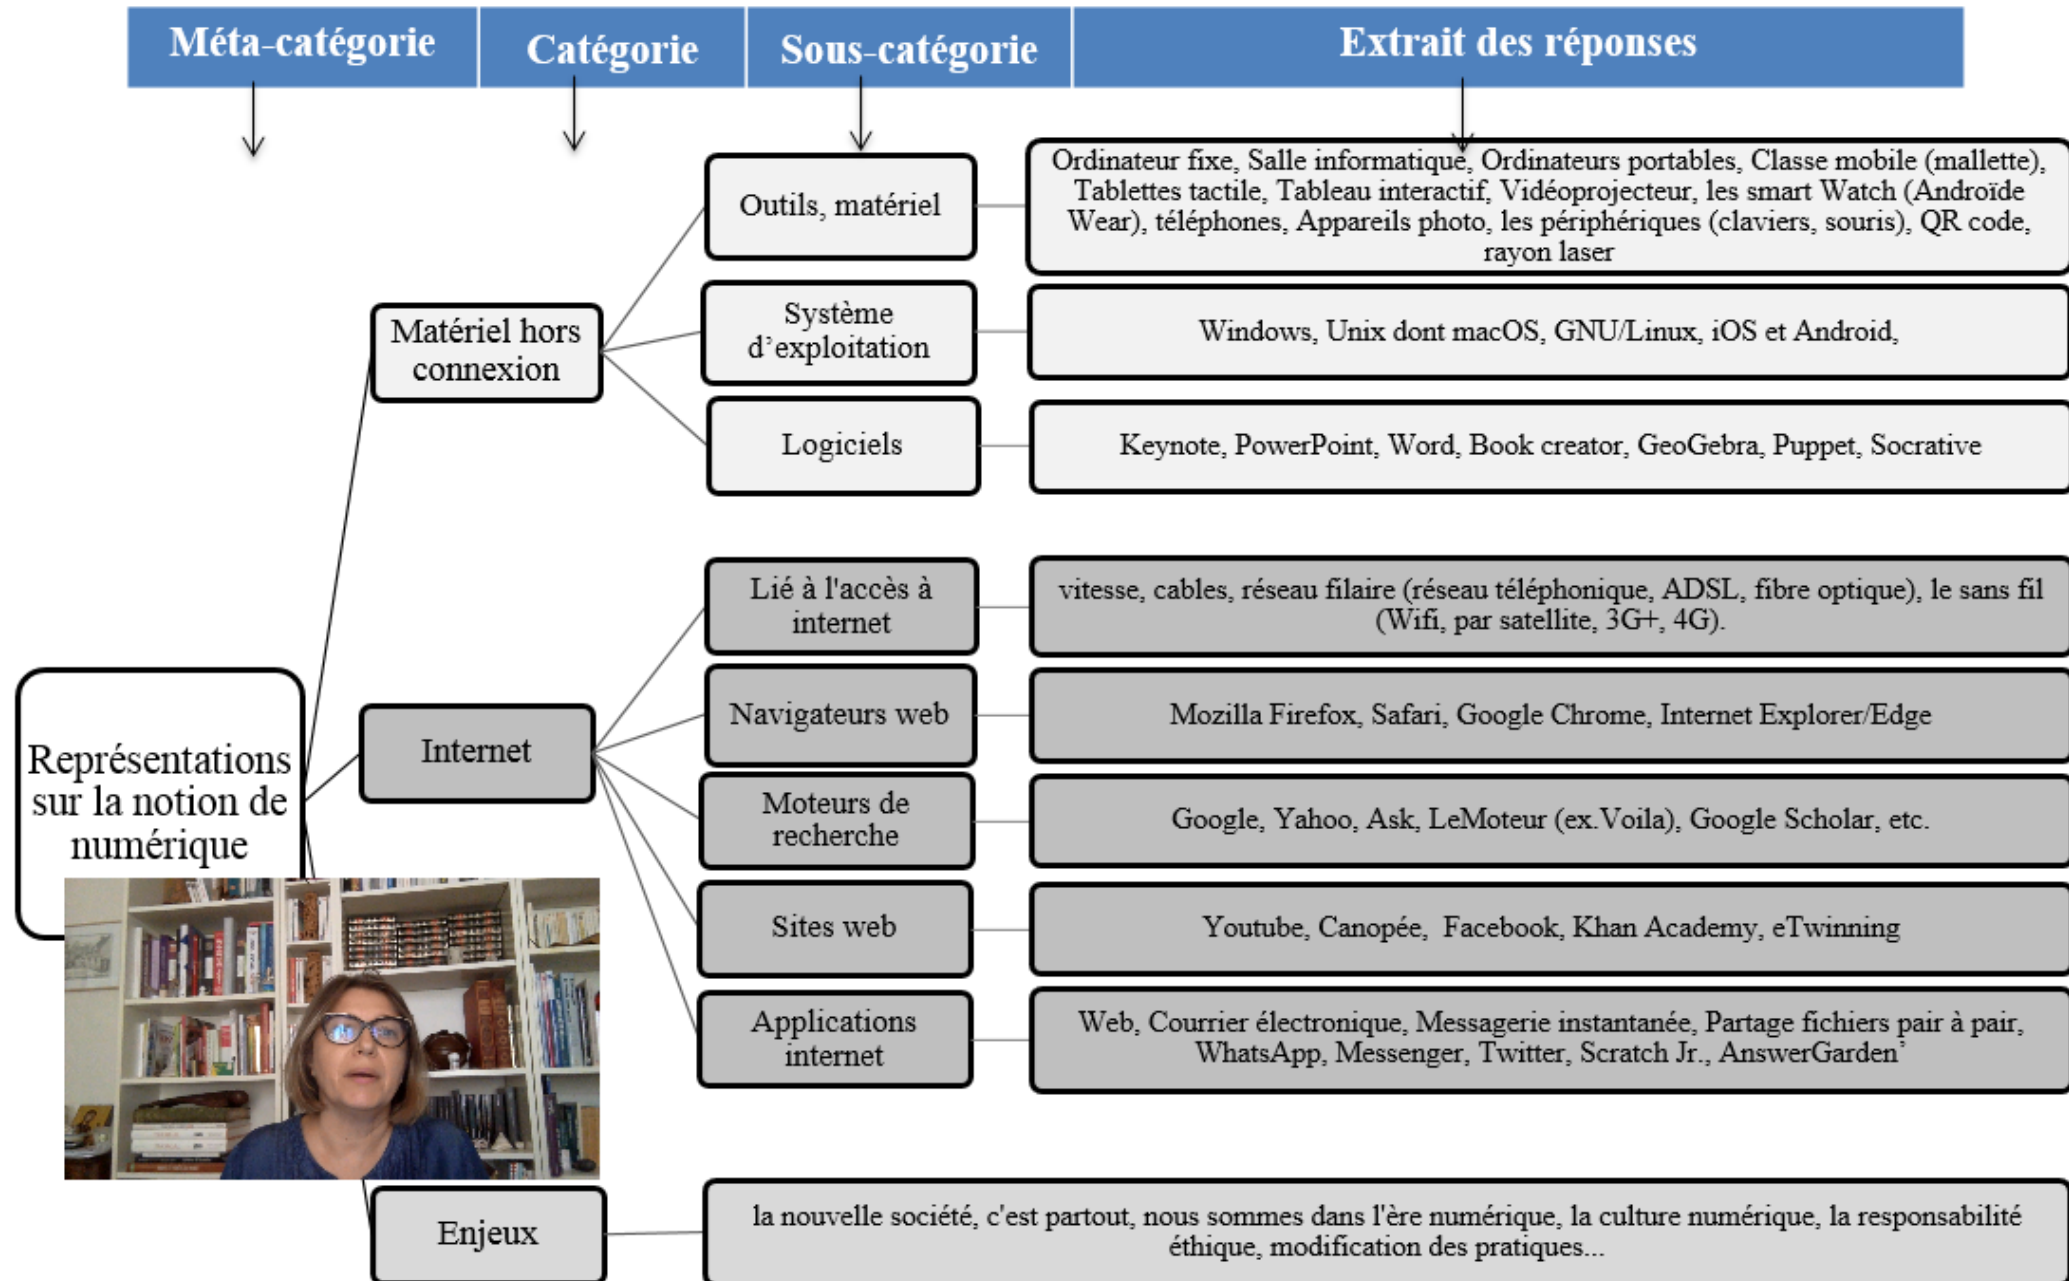 Méta-catégorie
Catégorie
Sous-catégorie
Extrait des réponses
Représentations
sur la notion de
numérique
Matériel hors
connexion
Outils, matériel
Ordinateur fixe, Salle informatique, Ordinateurs portables, Classe mobile (mallette),
Tablettes tactile, Tableau interactif, Vidéoprojecteur, les smart Watch (Androïde
Wear), téléphones, Appareils photo, les périphériques (claviers, souris), QR code,
rayon laser
Système
d’exploitation
Windows, Unix dont macOS, GNU/Linux, iOS et Android,
Logiciels
Keynote, PowerPoint, Word, Book creator, GeoGebra, Puppet, Socrative
Internet
Lié à l'accès à
internet
vitesse, cables, réseau filaire (réseau téléphonique, ADSL, fibre optique), le sans fil
(Wifi, par satellite, 3G+, 4G).
Navigateurs web
Mozilla Firefox, Safari, Google Chrome, Internet Explorer/Edge
Moteurs de
recherche
Google, Yahoo, Ask, LeMoteur (ex.Voila), Google Scholar, etc.
Sites web
Youtube, Canopée, Facebook, Khan Academy, eTwinning
Applications
internet
Web, Courrier électronique, Messagerie instantanée, Partage fichiers pair à pair,
WhatsApp, Messenger, Twitter, Scratch Jr., AnswerGarden’
Enjeux
la nouvelle société, c'est partout, nous sommes dans l'ère numérique, la culture numérique, la responsabilité
éthique, modification des pratiques...